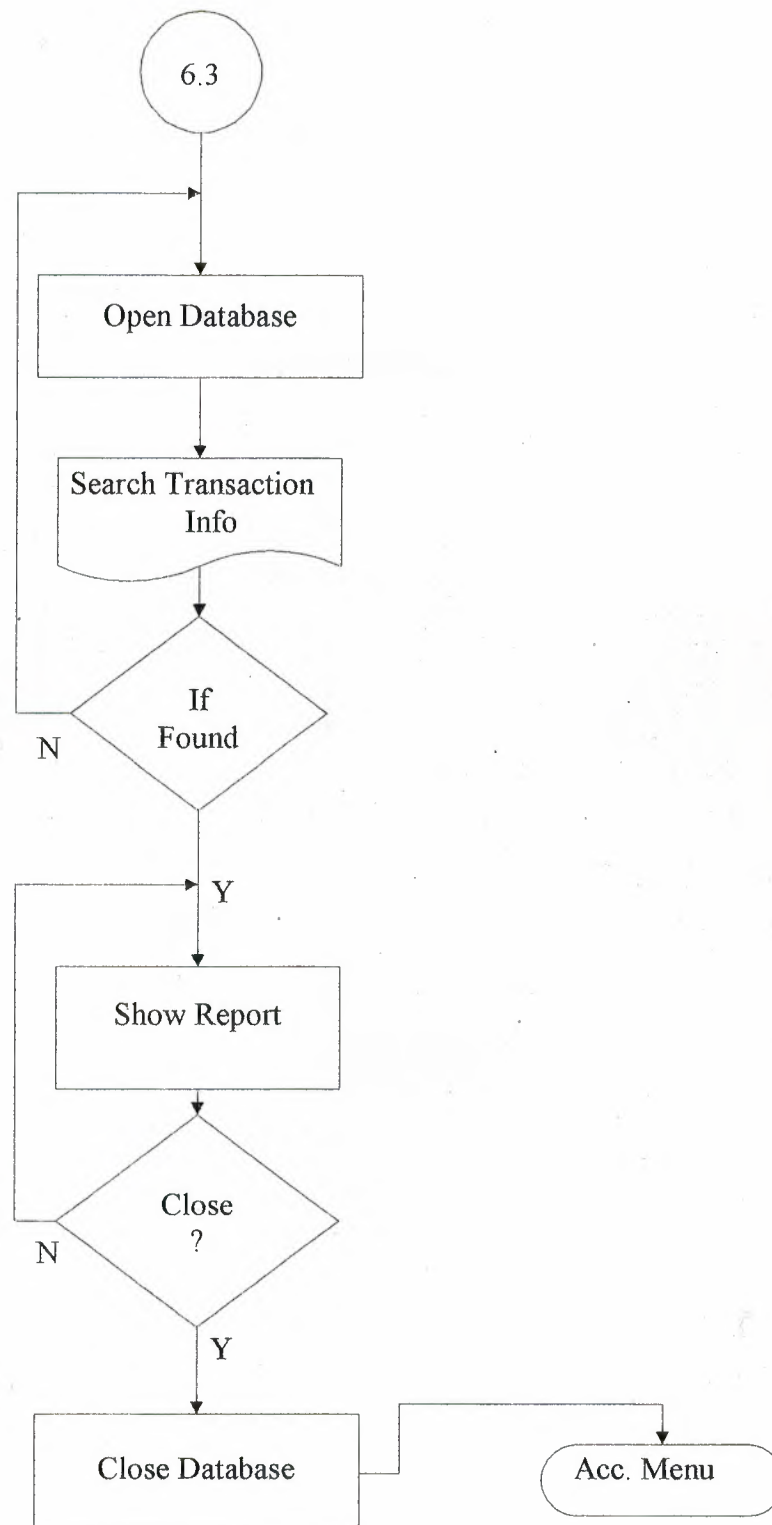 6.3
Open Database
Search Transaction
Info
If
Found
N
Y
Show Report
Close
?
N
Y
Close Database
Acc. Menu